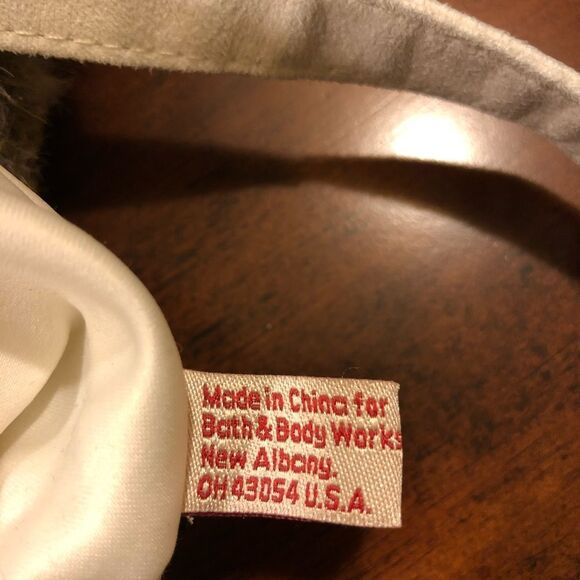 Made in China for
Bath & Body Works
New Albany,
OH 43054 U.S.A.